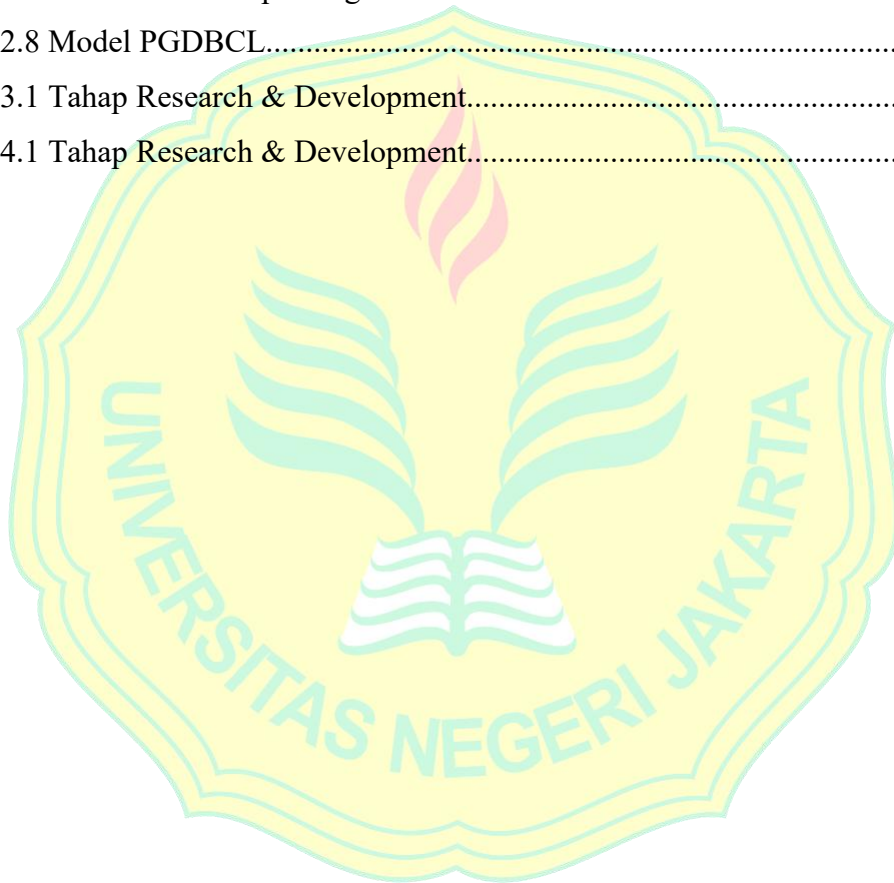 2.8 Model PGDBCL................................................................................
3.1 Tahap Research & Development......................................................
4.1 Tahap Research & Development......................................................
UNIVERSITAS NEGERI JAKARTA